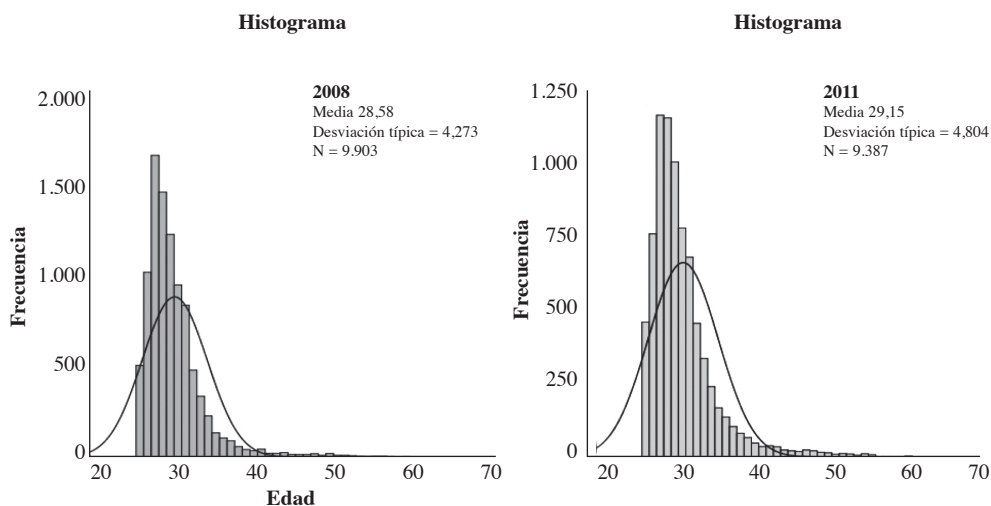 Histograma
2008
Media 28,58
Desviación típica = 4,273
N = 9.903
Frecuencia
2.000
1.500
1.000
500
0
20 30 40 50 60 70
Edad
Histograma
2011
Media 29,15
Desviación típica = 4,804
N = 9.387
Frecuencia
1.250
1.000
750
500
250
0
20 30 40 50 60 70